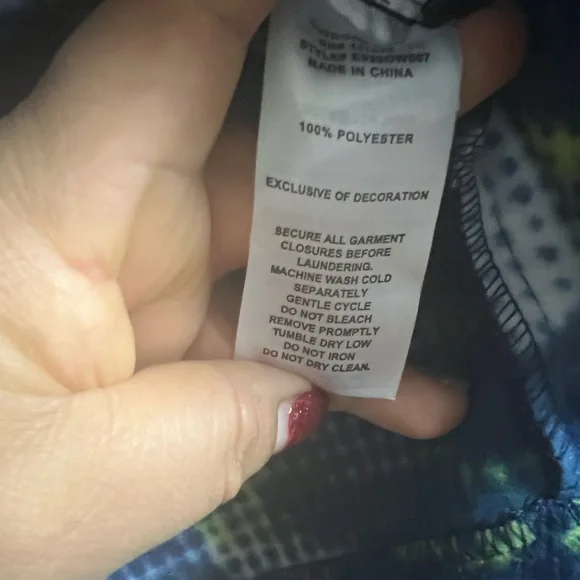 MADE IN CHINA
100% POLYESTER
EXCLUSIVE OF DECORATION
SECURE ALL GARMENT
CLOSURES BEFORE
LAUNDERING.
MACHINE WASH COLD
SEPARATELY
GENTLE CYCLE
DO NOT BLEACH
REMOVE PROMPTLY
TUMBLE DRY LOW
DO NOT IRON
DO NOT DRY CLEAN.